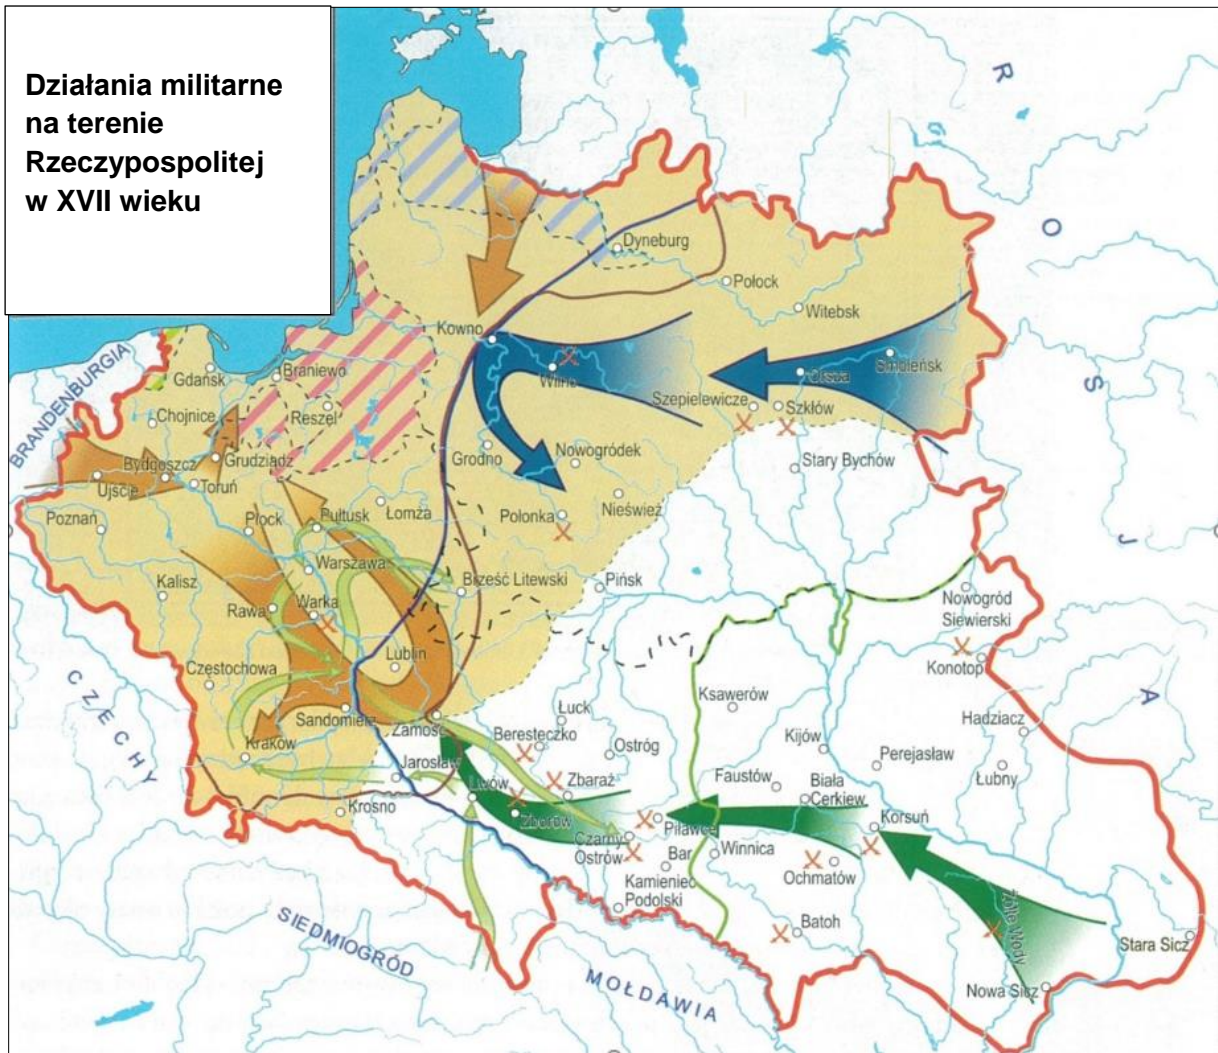 Działania militarne
na terenie
Rzeczypospolitej
w XVII wieku
ROSJA
Dyneburg
Połock
Witebsk
Kowno
Wilno
Smoleńsk
Orsza
BRANDENBURGIA
Gdańsk
Braniewo
Chojnice
Reszel
Szepielewicze
Szkłów
Bydgoszcz
Grudziądz
Grodno
Nowogródek
Stary Bychów
Ujście
Toruń
Nieśwież
Poznań
Płock
Pułtusk
Łomża
Połonka
Warszawa
Kalisz
Brześć Litewski
Pińsk
Rawa
Warka
Nowogród
Siewierski
Częstochowa
Lublin
Konotop
CZECHY
Sandomierz
Zamość
Łuck
Ksawerów
Hadziacz
Kraków
Beresteczko
Ostróg
Kijów
Perejasław
Łubny
Jarosław
Lwów
Zbaraż
Faustów
Biała
Cerkiew
Krosno
Zborów
Piławce
Korsuń
Czarny
Ostrów
Bar
Winnica
Ochmatów
Kamieniec
Podolski
Żółte Wody
SIEDMIOGRÓD
Batoh
Stara Sicz
MOŁDAWIA
Nowa Sicz